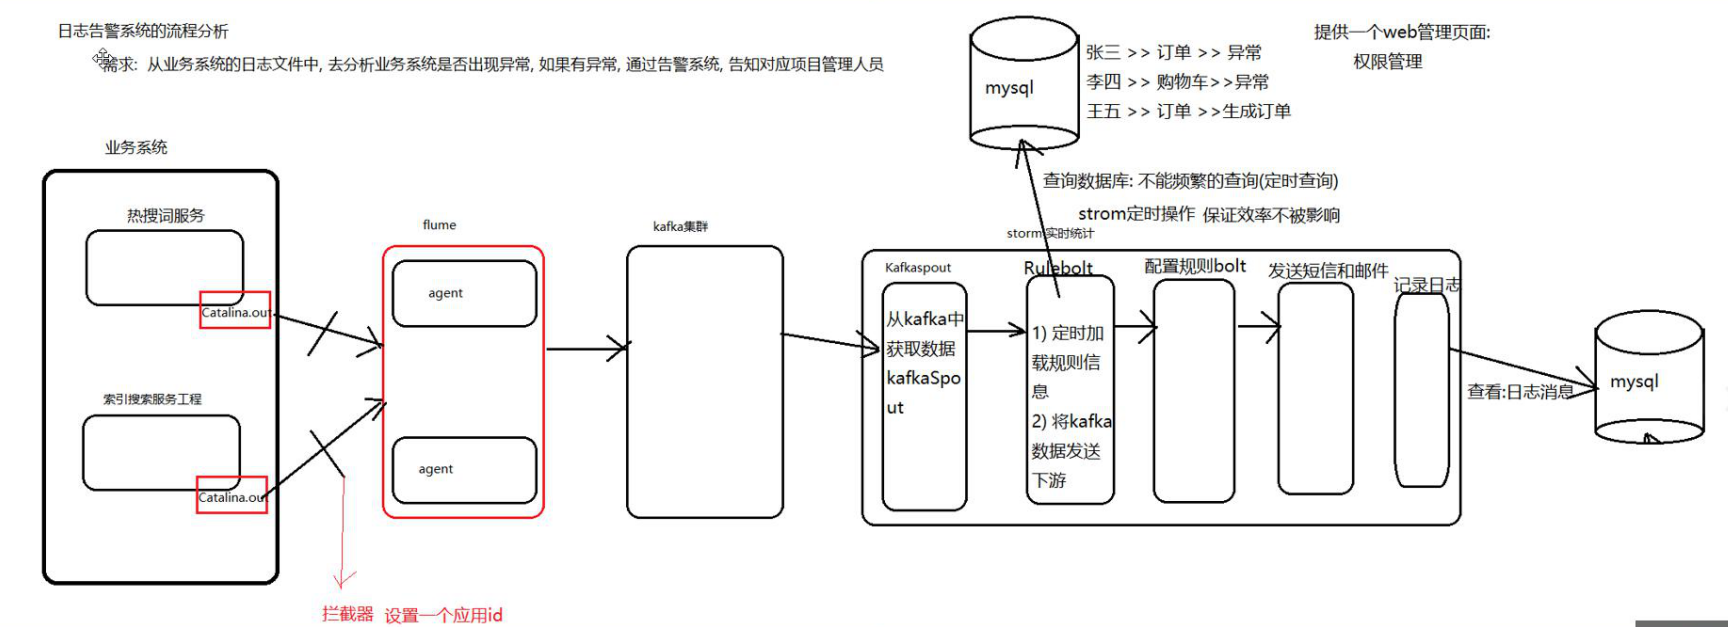 日志告警系统的流程分析
需求: 从业务系统的日志文件中, 去分析业务系统是否出现异常, 如果有异常, 通过告警系统, 告知对应项目管理人员
提供一个web管理页面:
权限管理
mysql
张三 >> 订单 >> 异常
李四 >> 购物车>>异常
王五 >> 订单 >>生成订单
查询数据库: 不能频繁的查询(定时查询)
strom定时操作 保证效率不被影响
业务系统
热搜词服务
Catalina.out
索引搜索服务工程
Catalina.out
拦截器 设置一个应用id
flume
agent
agent
kafka集群
storm 实时统计
Kafkaspout
从kafka中
获取数据
kafkaSpo
ut
Rulebolt
1) 定时加
载规则信
息
2) 将kafka
数据发送
下游
配置规则bolt
发送短信和邮件
记录日志
查看:日志消息
mysql